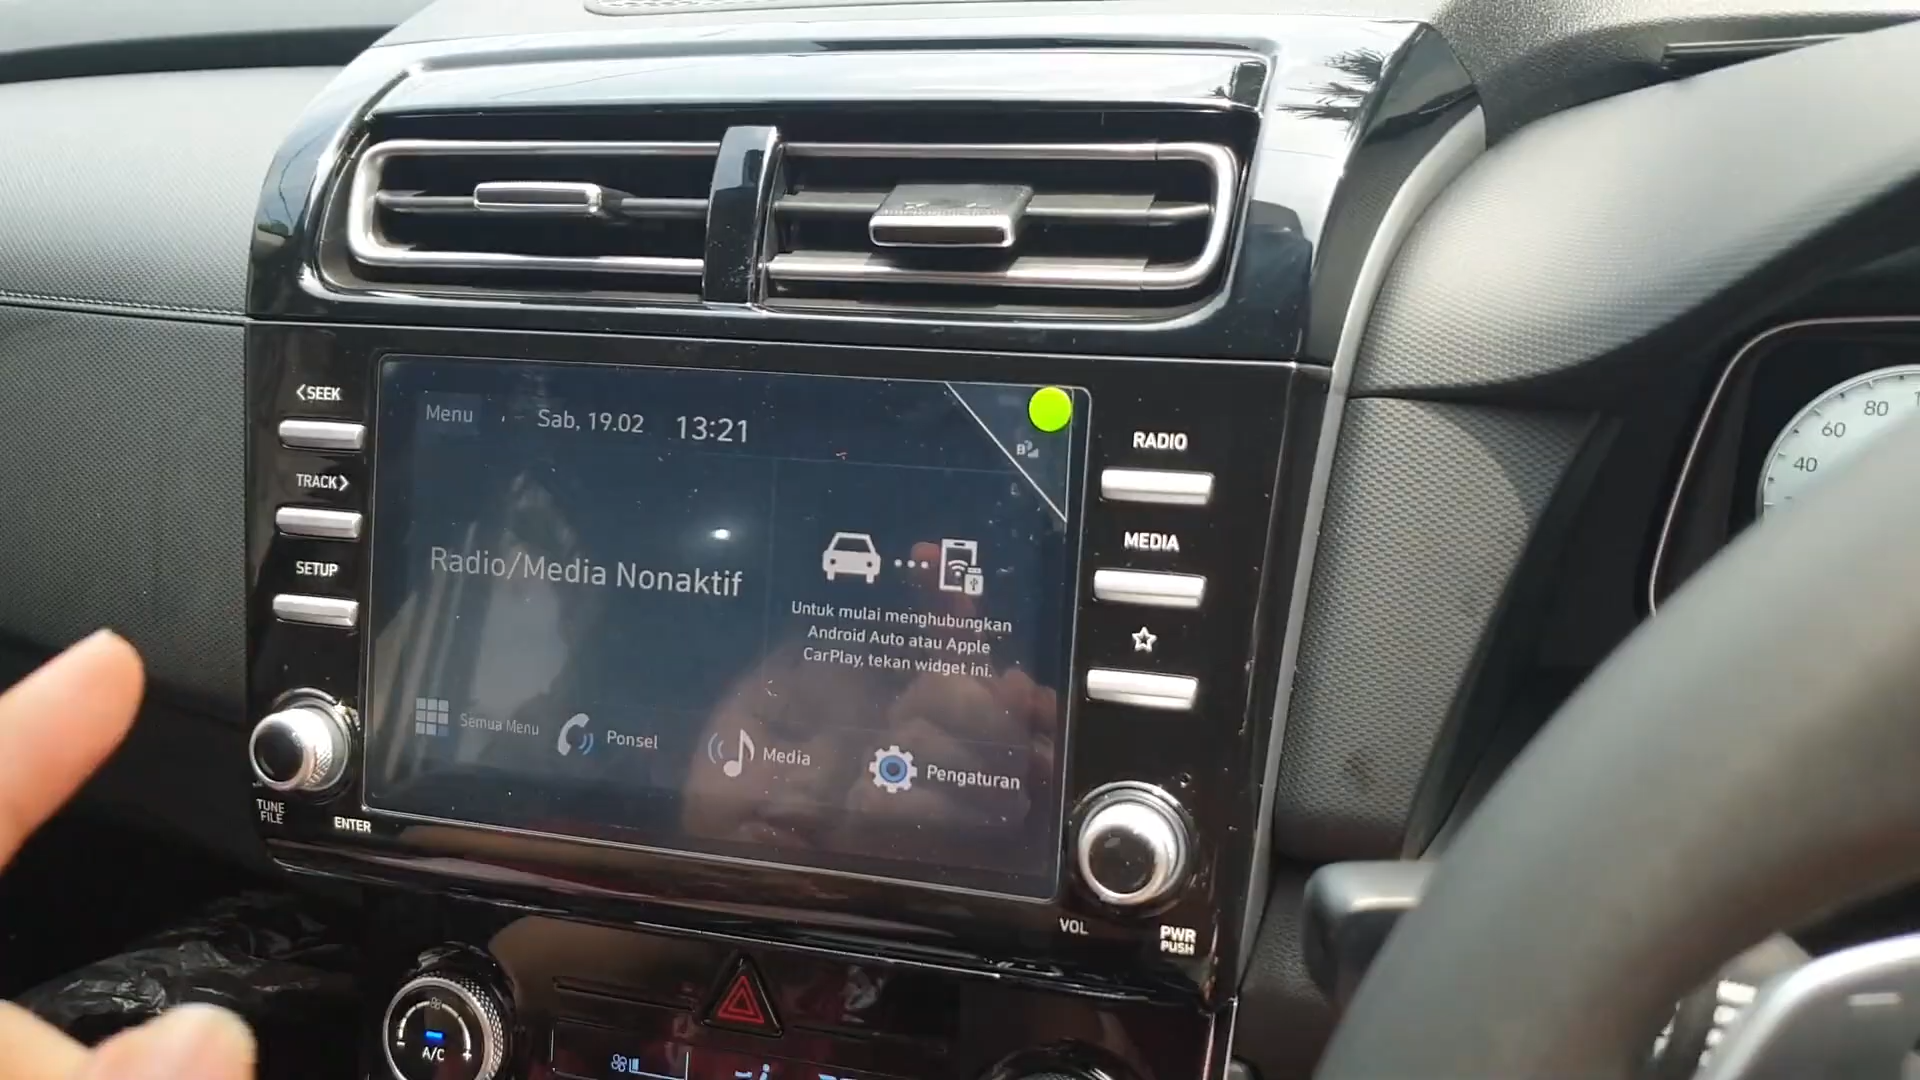 <SEEK
TRACK>
SETUP
TUNE
FILE
ENTER
Menu
Sab, 19.02
13:21
Radio/Media Nonaktif
Untuk mulai menghubungkan
Android Auto atau Apple
CarPlay, tekan widget ini.
Semua Menu
Ponsel
Media
Pengaturan
RADIO
MEDIA
VOL
PWR
PUSH
A/C
80
60
40